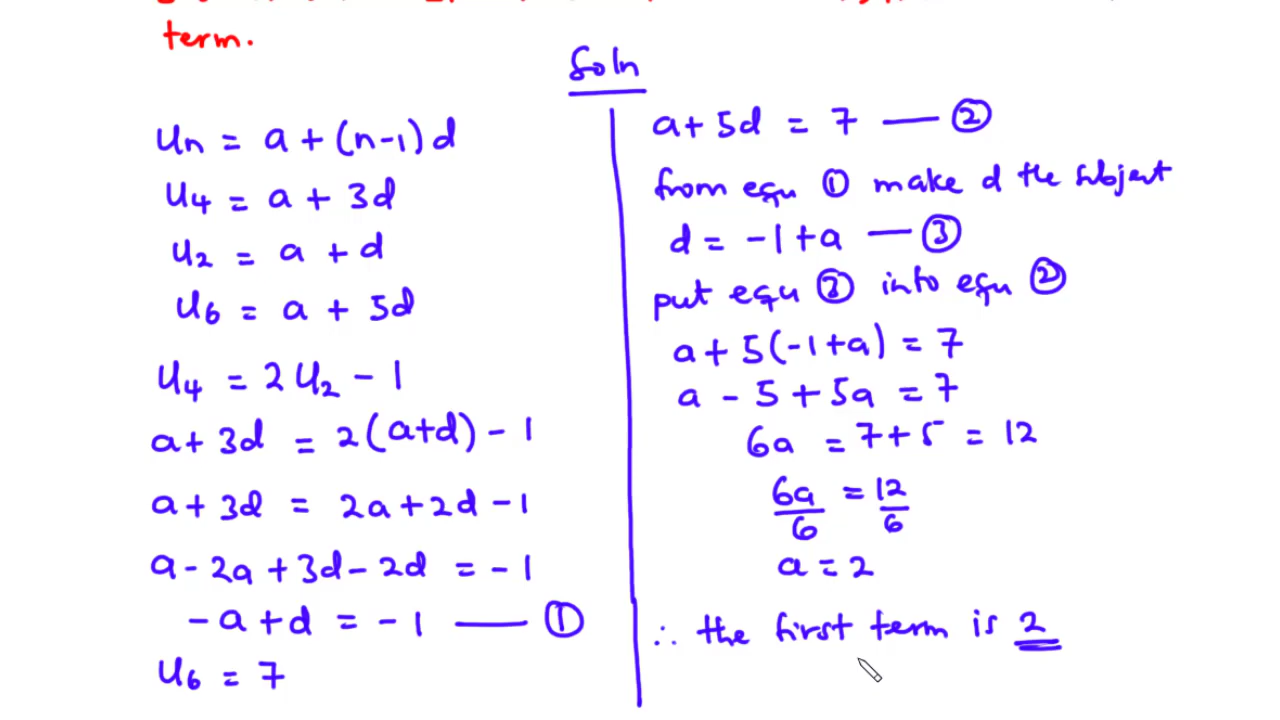 term.
Soln
Un = a + (n-1)d
U4 = a + 3d
U2 = a + d
U6 = a + 5d
U4 = 2U2 - 1
a + 3d = 2(a+d) - 1
a + 3d = 2a + 2d - 1
a - 2a + 3d - 2d = -1
-a + d = -1 —— ①
U6 = 7
a + 5d = 7 —— ②
from equ ① make d the subject
d = -1 + a —— ③
put equ ③ into equ ②
a + 5(-1+a) = 7
a - 5 + 5a = 7
6a = 7 + 5 = 12
6a/6 = 12/6
a = 2
∴ the first term is 2